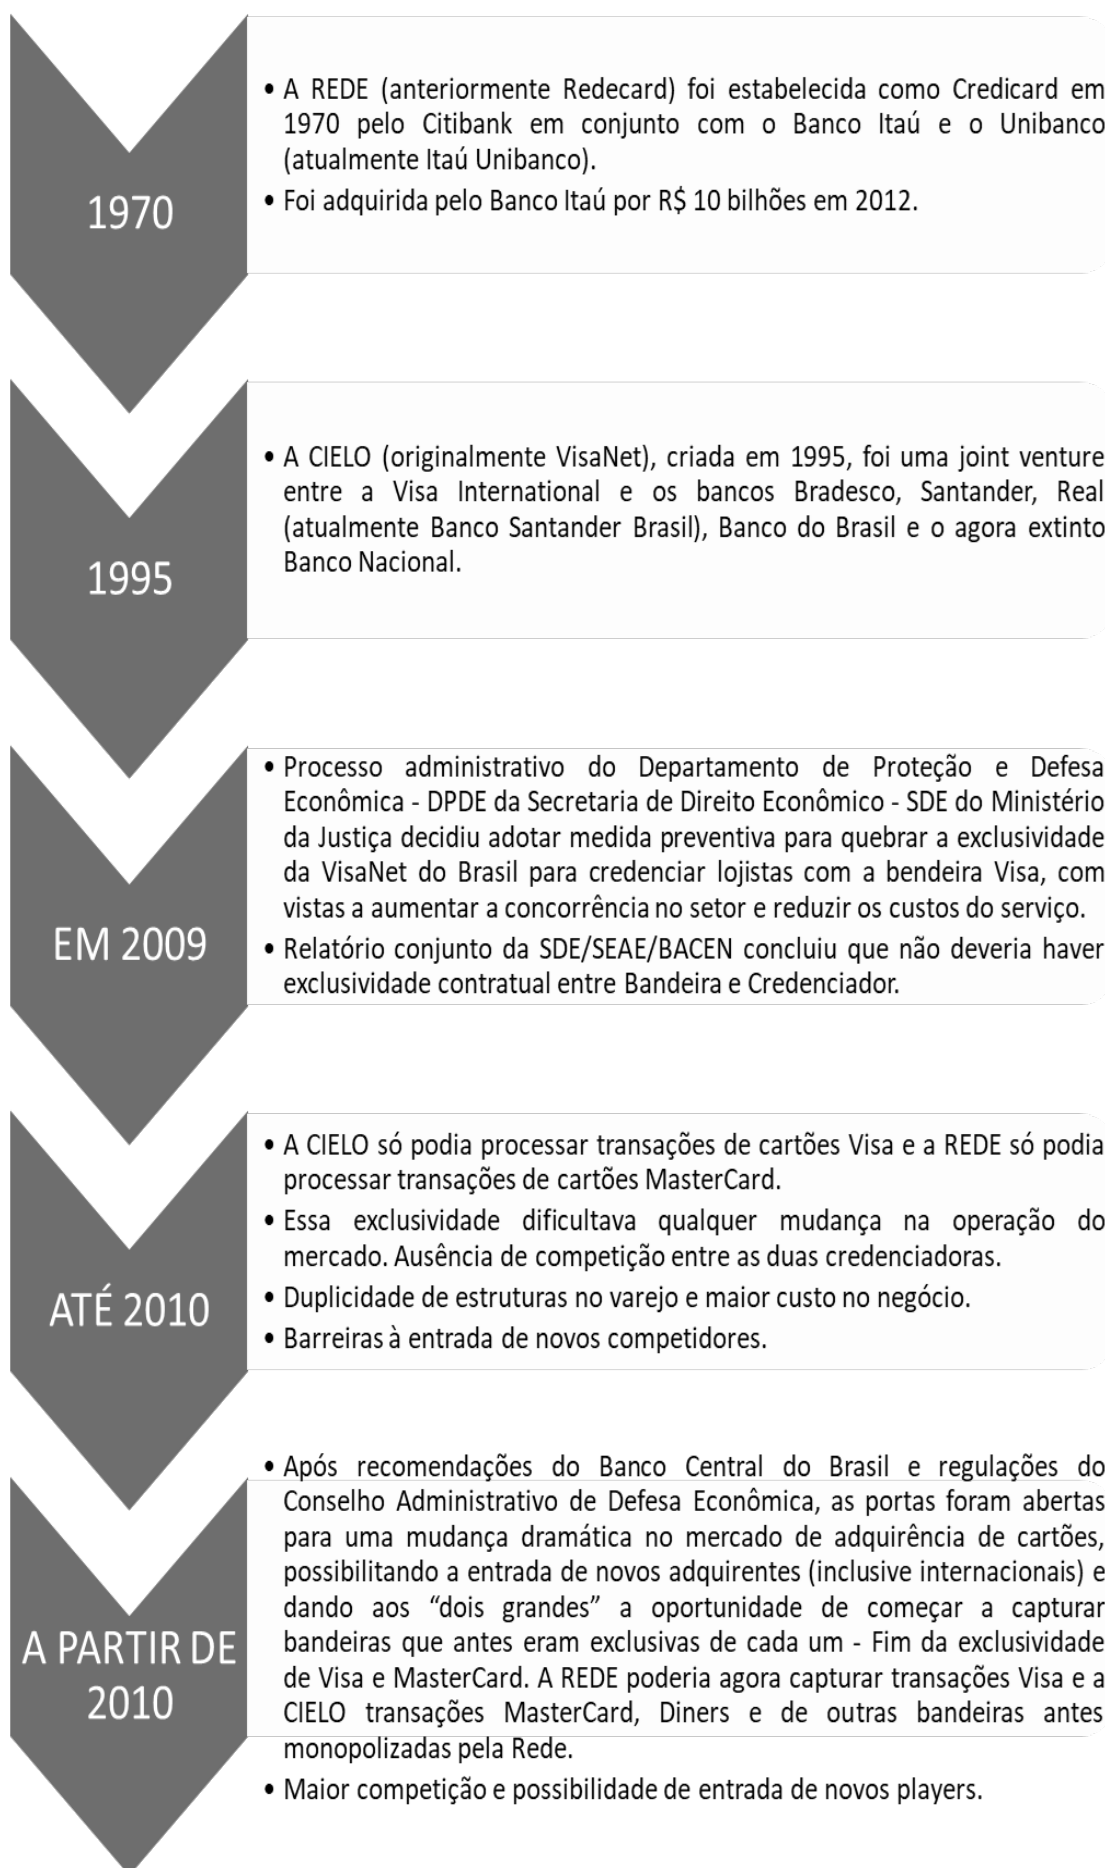 1970
• A REDE (anteriormente Redecard) foi estabelecida como Credicard em
1970 pelo Citibank em conjunto com o Banco Itaú e o Unibanco
(atualmente Itaú Unibanco).
• Foi adquirida pelo Banco Itaú por R$ 10 bilhões em 2012.
1995
• A CIELO (originalmente VisaNet), criada em 1995, foi uma joint venture
entre a Visa International e os bancos Bradesco, Santander, Real
(atualmente Banco Santander Brasil), Banco do Brasil e o agora extinto
Banco Nacional.
EM 2009
• Processo administrativo do Departamento de Proteção e Defesa
Econômica - DPDE da Secretaria de Direito Econômico - SDE do Ministério
da Justiça decidiu adotar medida preventiva para quebrar a exclusividade
da VisaNet do Brasil para credenciar lojistas com a bendeira Visa, com
vistas a aumentar a concorrência no setor e reduzir os custos do serviço.
• Relatório conjunto da SDE/SEAE/BACEN concluiu que não deveria haver
exclusividade contratual entre Bandeira e Credenciador.
ATÉ 2010
• A CIELO só podia processar transações de cartões Visa e a REDE só podia
processar transações de cartões MasterCard.
• Essa exclusividade dificultava qualquer mudança na operação do
mercado. Ausência de competição entre as duas credenciadoras.
• Duplicidade de estruturas no varejo e maior custo no negócio.
• Barreiras à entrada de novos competidores.
A PARTIR DE
2010
• Após recomendações do Banco Central do Brasil e regulações do
Conselho Administrativo de Defesa Econômica, as portas foram abertas
para uma mudança dramática no mercado de adquirência de cartões,
possibilitando a entrada de novos adquirentes (inclusive internacionais) e
dando aos “dois grandes” a oportunidade de começar a capturar
bandeiras que antes eram exclusivas de cada um - Fim da exclusividade
de Visa e MasterCard. A REDE poderia agora capturar transações Visa e a
CIELO transações MasterCard, Diners e de outras bandeiras antes
monopolizadas pela Rede.
• Maior competição e possibilidade de entrada de novos players.